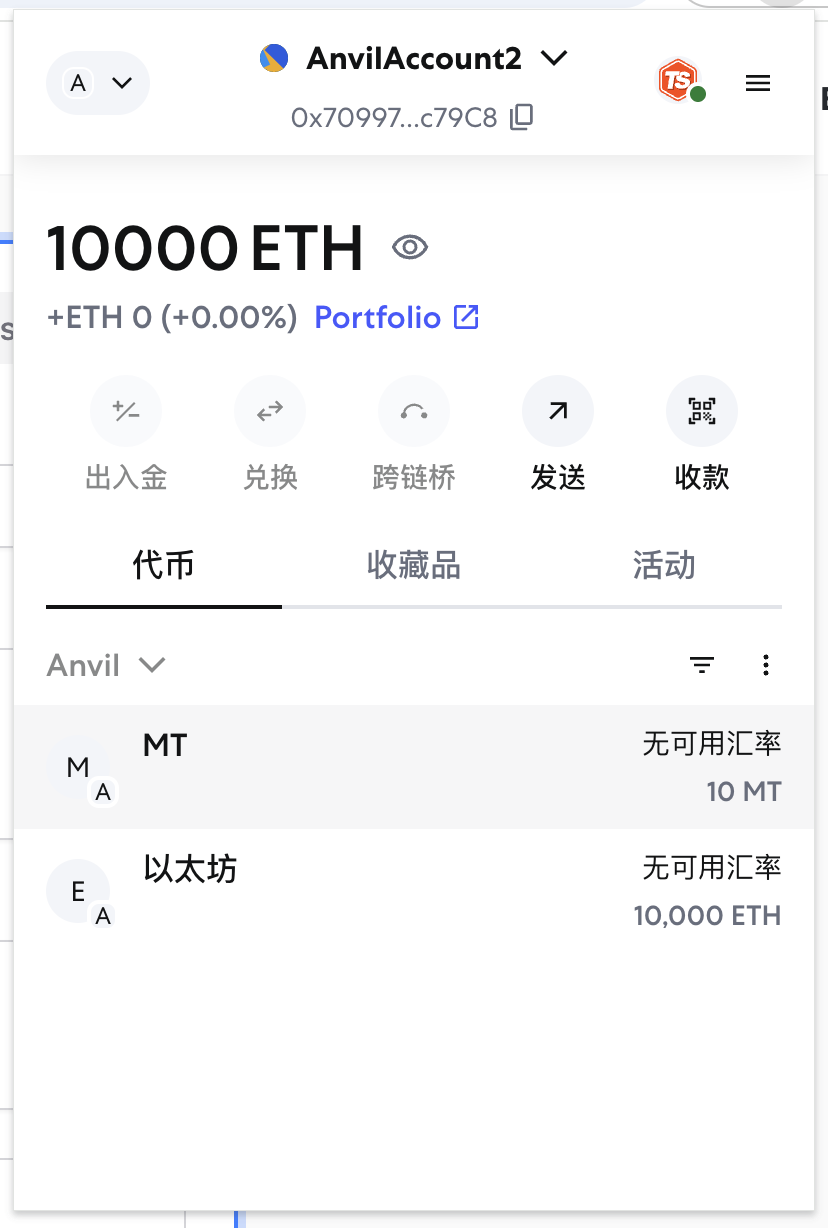 A
AnvilAccount2
0x70997...c79C8
TS
10000 ETH
+ETH 0 (+0.00%) Portfolio
出入金
兑换
跨链桥
发送
收款
代币
收藏品
活动
Anvil
M
A
MT
无可用汇率
10 MT
E
A
以太坊
无可用汇率
10,000 ETH